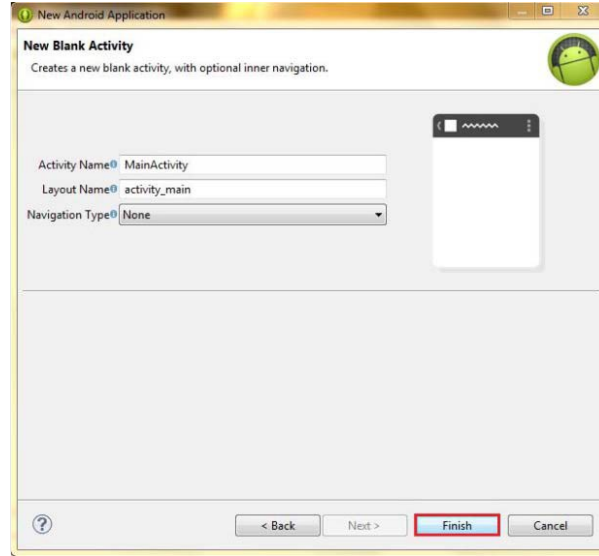 New Android Application
New Blank Activity
Creates a new blank activity, with optional inner navigation.
Activity Name MainActivity
Layout Name activity_main
Navigation Type None
< Back Next > Finish Cancel